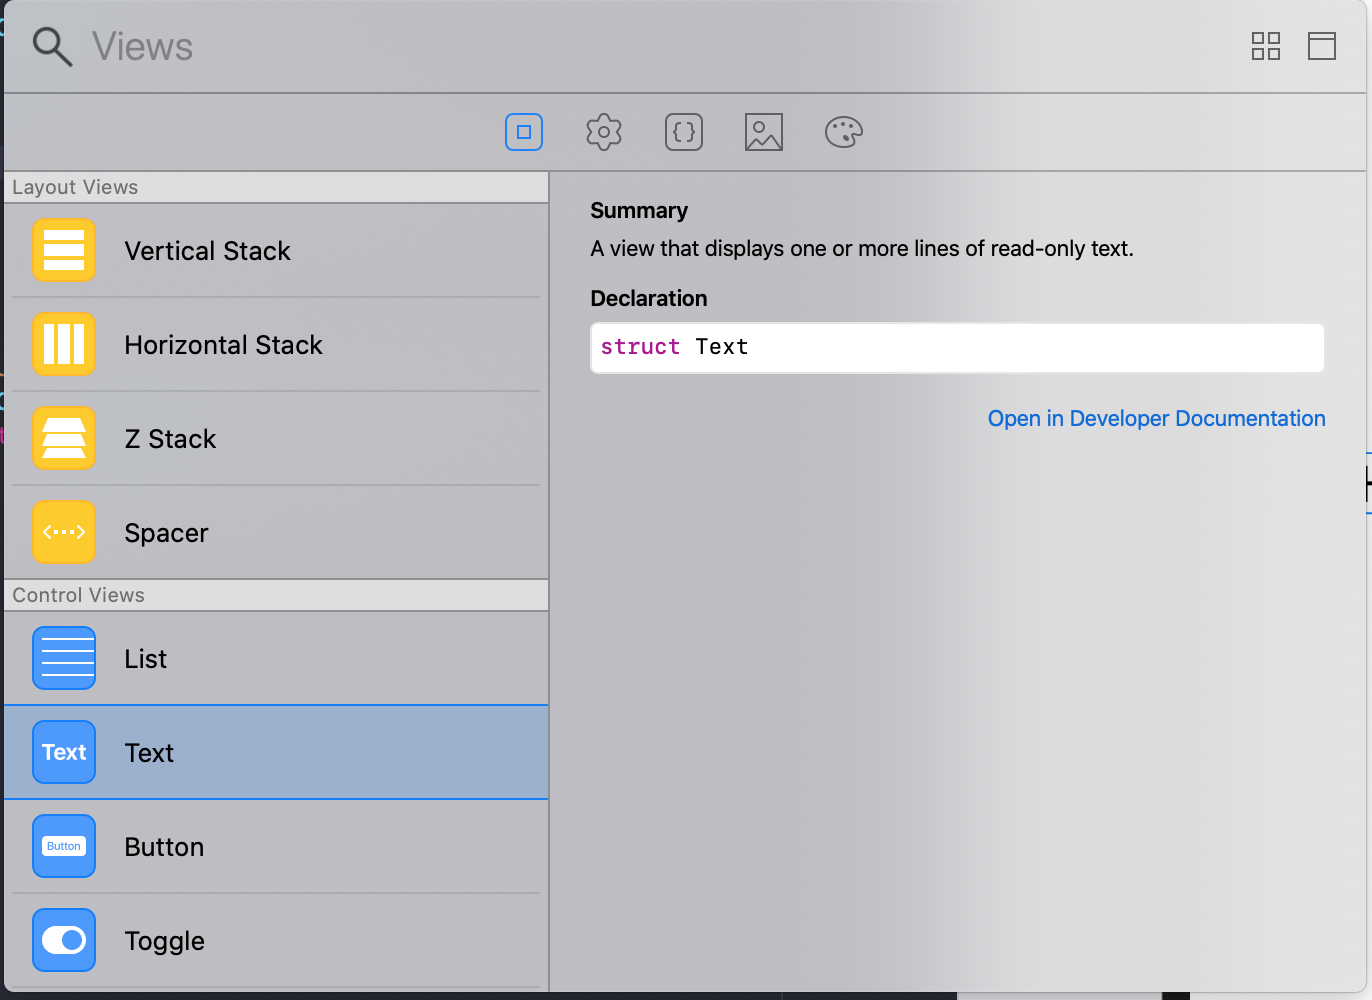 Views
Layout Views
Vertical Stack
Horizontal Stack
Z Stack
Spacer
Control Views
List
Text Text
Button Button
Toggle
Summary
A view that displays one or more lines of read-only text.
Declaration
struct Text
Open in Developer Documentation